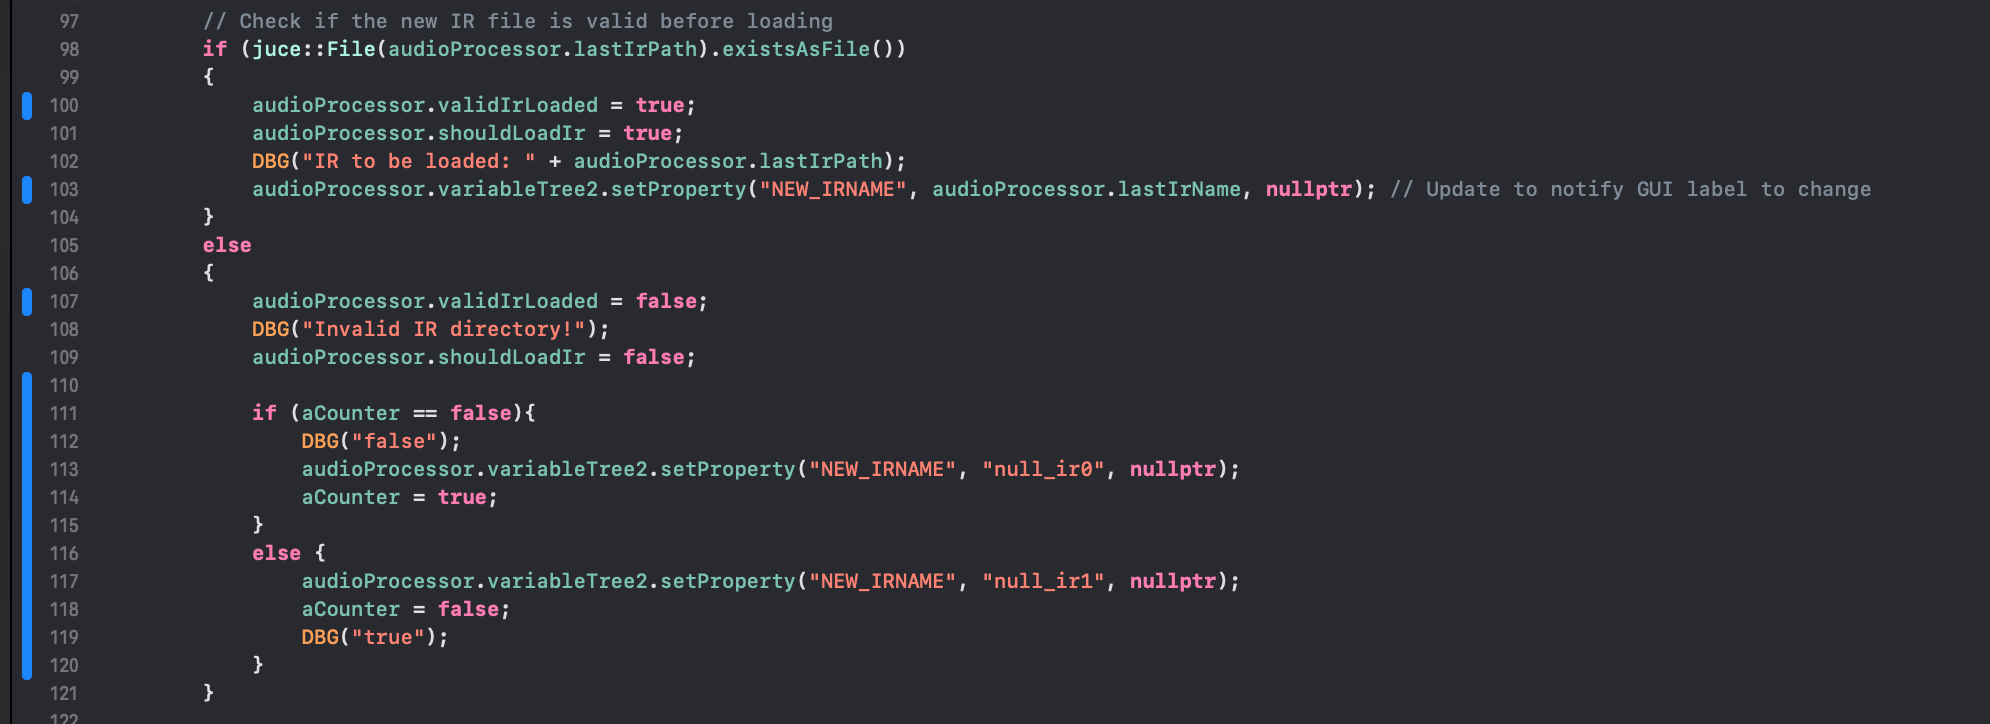 97 // Check if the new IR file is valid before loading
98 if (juce::File(audioProcessor.lastIrPath).existsAsFile())
99 {
100 audioProcessor.validIrLoaded = true;
101 audioProcessor.shouldLoadIr = true;
102 DBG("IR to be loaded: " + audioProcessor.lastIrPath);
103 audioProcessor.variableTree2.setProperty("NEW_IRNAME", audioProcessor.lastIrName, nullptr); // Update to notify GUI label to change
104 }
105 else
106 {
107 audioProcessor.validIrLoaded = false;
108 DBG("Invalid IR directory!");
109 audioProcessor.shouldLoadIr = false;
110
111 if (aCounter == false){
112 DBG("false");
113 audioProcessor.variableTree2.setProperty("NEW_IRNAME", "null_ir0", nullptr);
114 aCounter = true;
115 }
116 else {
117 audioProcessor.variableTree2.setProperty("NEW_IRNAME", "null_ir1", nullptr);
118 aCounter = false;
119 DBG("true");
120 }
121 }
122